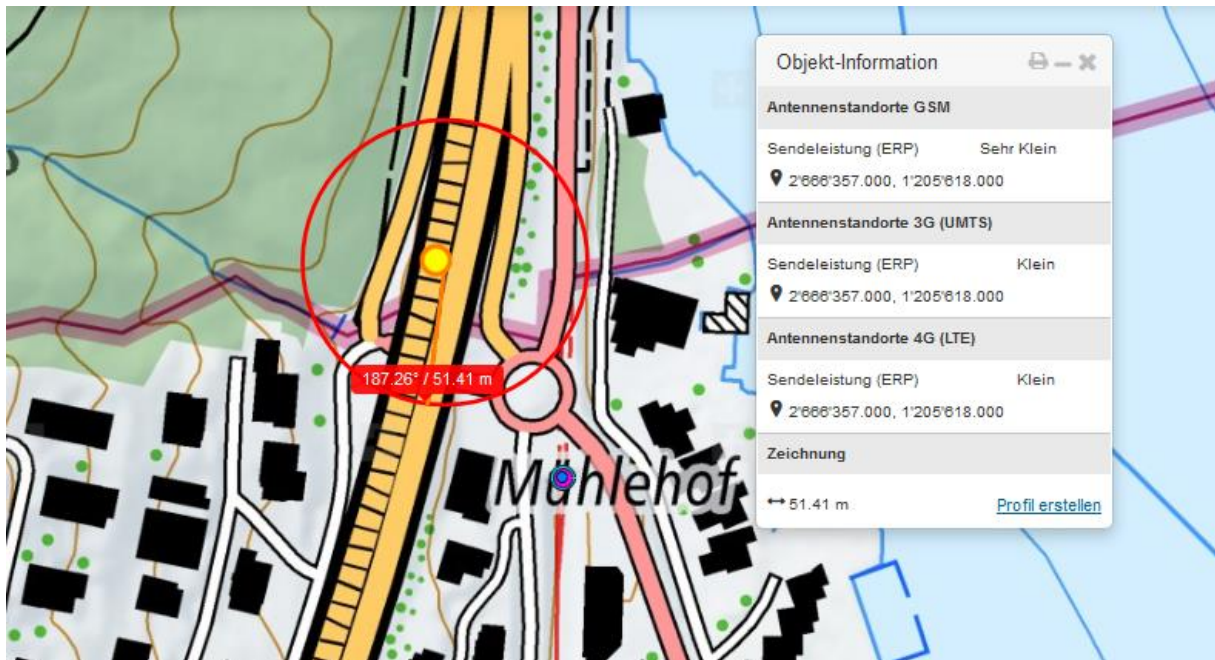 Objekt-Information
Antennenstandorte GSM
Sendeleistung (ERP) Sehr Klein
2'666'357.000, 1'205'618.000
Antennenstandorte 3G (UMTS)
Sendeleistung (ERP) Klein
2'666'357.000, 1'205'618.000
Antennenstandorte 4G (LTE)
Sendeleistung (ERP) Klein
2'666'357.000, 1'205'618.000
Zeichnung
51.41 m Profil erstellen
187.26° / 51.41 m
Mühlehof